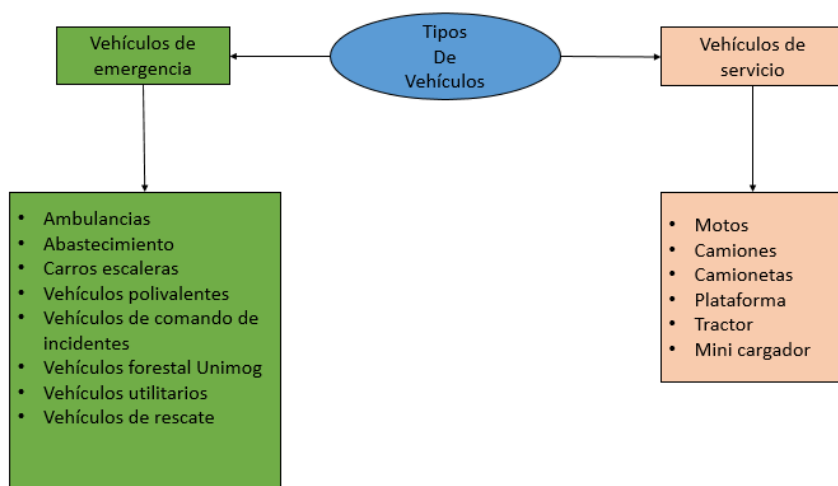 Tipos
De
Vehículos
Vehículos de
emergencia
Vehículos de
servicio
• Ambulancias
• Abastecimiento
• Carros escaleras
• Vehículos polivalentes
• Vehículos de comando de
incidentes
• Vehículos forestal Unimog
• Vehículos utilitarios
• Vehículos de rescate
• Motos
• Camiones
• Camionetas
• Plataforma
• Tractor
• Mini cargador